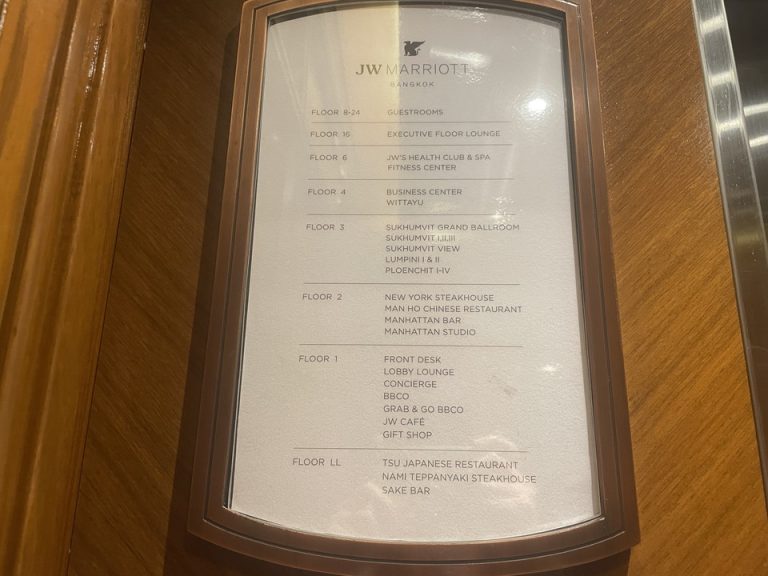 JW MARRIOTT
BANGKOK
FLOOR 8-24 GUESTROOMS
FLOOR 16 EXECUTIVE FLOOR LOUNGE
FLOOR 6 JW'S HEALTH CLUB & SPA
FITNESS CENTER
FLOOR 4 BUSINESS CENTER
WITTAYU
FLOOR 3 SUKHUMVIT GRAND BALLROOM
SUKHUMVIT I,II,III
SUKHUMVIT VIEW
LUMPINI I & II
PLOENCHIT I-IV
FLOOR 2 NEW YORK STEAKHOUSE
MAN HO CHINESE RESTAURANT
MANHATTAN BAR
MANHATTAN STUDIO
FLOOR 1 FRONT DESK
LOBBY LOUNGE
CONCIERGE
BBCO
GRAB & GO BBCO
JW CAFÉ
GIFT SHOP
FLOOR LL TSU JAPANESE RESTAURANT
NAMI TEPPANYAKI STEAKHOUSE
SAKE BAR